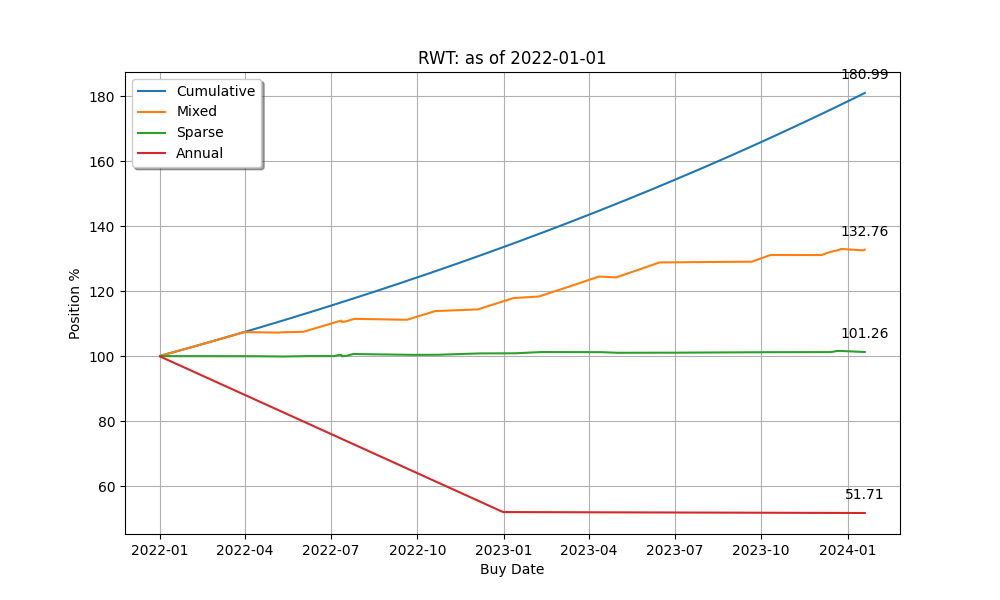 RWT: as of 2022-01-01
180.99
180
Cumulative
Mixed
Sparse
Annual
160
140
132.76
120
101.26
100
80
60
51.71
Position %
2022-01 2022-04 2022-07 2022-10 2023-01 2023-04 2023-07 2023-10 2024-01
Buy Date